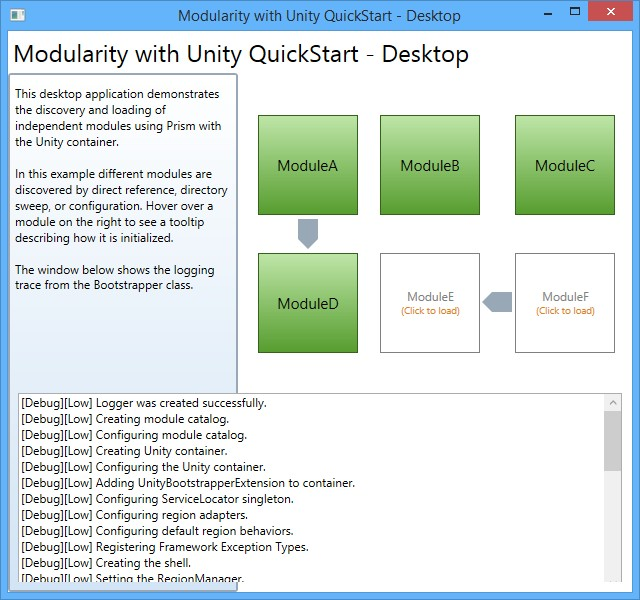 Modularity with Unity QuickStart - Desktop
Modularity with Unity QuickStart - Desktop
This desktop application demonstrates
the discovery and loading of
independent modules using Prism with
the Unity container.
In this example different modules are
discovered by direct reference, directory
sweep, or configuration. Hover over a
module on the right to see a tooltip
describing how it is initialized.
The window below shows the logging
trace from the Bootstrapper class.
ModuleA
ModuleB
ModuleC
ModuleD
ModuleE
(Click to load)
ModuleF
(Click to load)
[Debug][Low] Logger was created successfully.
[Debug][Low] Creating module catalog.
[Debug][Low] Configuring module catalog.
[Debug][Low] Creating Unity container.
[Debug][Low] Configuring the Unity container.
[Debug][Low] Adding UnityBootstrapperExtension to container.
[Debug][Low] Configuring ServiceLocator singleton.
[Debug][Low] Configuring region adapters.
[Debug][Low] Configuring default region behaviors.
[Debug][Low] Registering Framework Exception Types.
[Debug][Low] Creating the shell.
[Debug][Low] Setting the RegionManager.